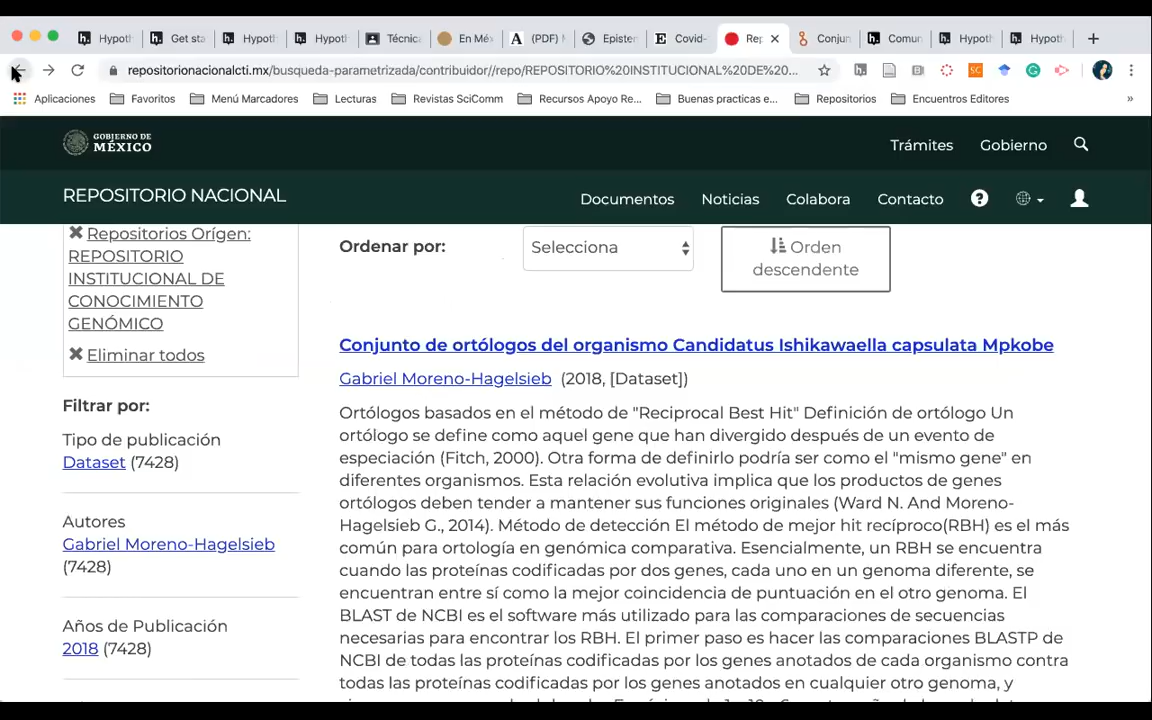 Hypoth
Get sta
Hypoth
Hypoth
Técnica
En Méx
(PDF)
Epister
Covid-
Rep
Conjun
Comun
Hypoth
Hypoth
repositorionacionalcti.mx/busqueda-parametrizada/contribuidor//repo/REPOSITORIO%20INSTITUCIONAL%20DE%20...
Aplicaciones Favoritos Menú Marcadores Lecturas Revistas SciComm Recursos Apoyo Re... Buenas practicas e... Repositorios Encuentros Editores »
GOBIERNO DE
MÉXICO
Trámites Gobierno
REPOSITORIO NACIONAL
Documentos Noticias Colabora Contacto
Repositorios Orígen:
REPOSITORIO
INSTITUCIONAL DE
CONOCIMIENTO
GENÓMICO
Eliminar todos
Filtrar por:
Tipo de publicación
Dataset (7428)
Autores
Gabriel Moreno-Hagelsieb
(7428)
Años de Publicación
2018 (7428)
Ordenar por:
Selecciona
Orden
descendente
Conjunto de ortólogos del organismo Candidatus Ishikawaella capsulata Mpkobe
Gabriel Moreno-Hagelsieb (2018, [Dataset])
Ortólogos basados en el método de "Reciprocal Best Hit" Definición de ortólogo Un
ortólogo se define como aquel gene que han divergido después de un evento de
especiación (Fitch, 2000). Otra forma de definirlo podría ser como el "mismo gene" en
diferentes organismos. Esta relación evolutiva implica que los productos de genes
ortólogos deben tender a mantener sus funciones originales (Ward N. And Moreno-
Hagelsieb G., 2014). Método de detección El método de mejor hit recíproco(RBH) es el más
común para ortología en genómica comparativa. Esencialmente, un RBH se encuentra
cuando las proteínas codificadas por dos genes, cada uno en un genoma diferente, se
encuentran entre sí como la mejor coincidencia de puntuación en el otro genoma. El
BLAST de NCBI es el software más utilizado para las comparaciones de secuencias
necesarias para encontrar los RBH. El primer paso es hacer las comparaciones BLASTP de
NCBI de todas las proteínas codificadas por los genes anotados de cada organismo contra
todas las proteínas codificadas por los genes anotados en cualquier otro genoma, y